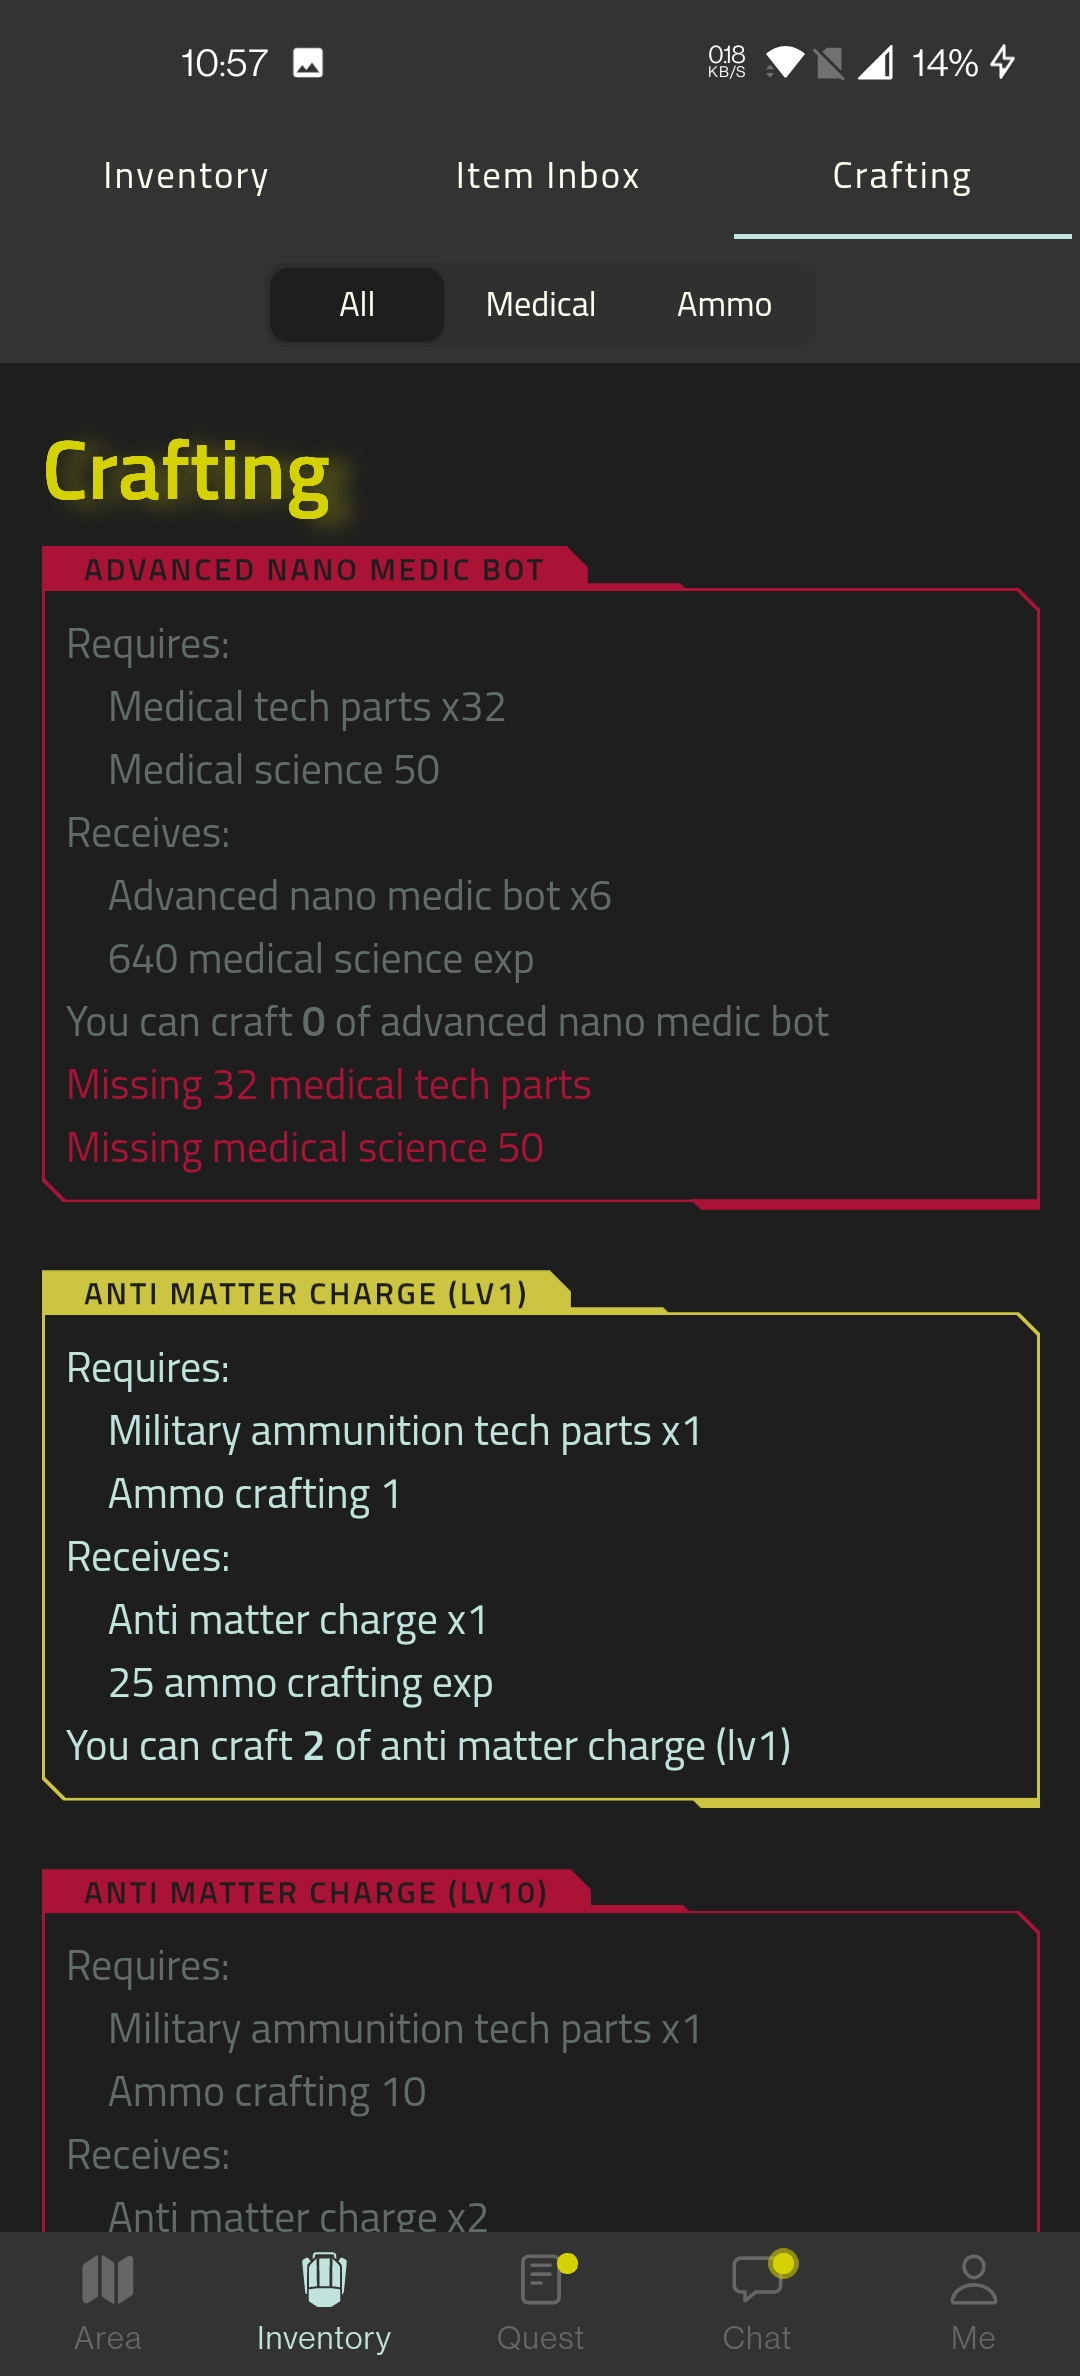 10:57
0.18
KB/S
14%
Inventory
Item Inbox
Crafting
All
Medical
Ammo
Crafting
ADVANCED NANO MEDIC BOT
Requires:
Medical tech parts x32
Medical science 50
Receives:
Advanced nano medic bot x6
640 medical science exp
You can craft 0 of advanced nano medic bot
Missing 32 medical tech parts
Missing medical science 50
ANTI MATTER CHARGE (LV1)
Requires:
Military ammunition tech parts x1
Ammo crafting 1
Receives:
Anti matter charge x1
25 ammo crafting exp
You can craft 2 of anti matter charge (lv1)
ANTI MATTER CHARGE (LV10)
Requires:
Military ammunition tech parts x1
Ammo crafting 10
Receives:
Anti matter charge x2
Area
Inventory
Quest
Chat
Me